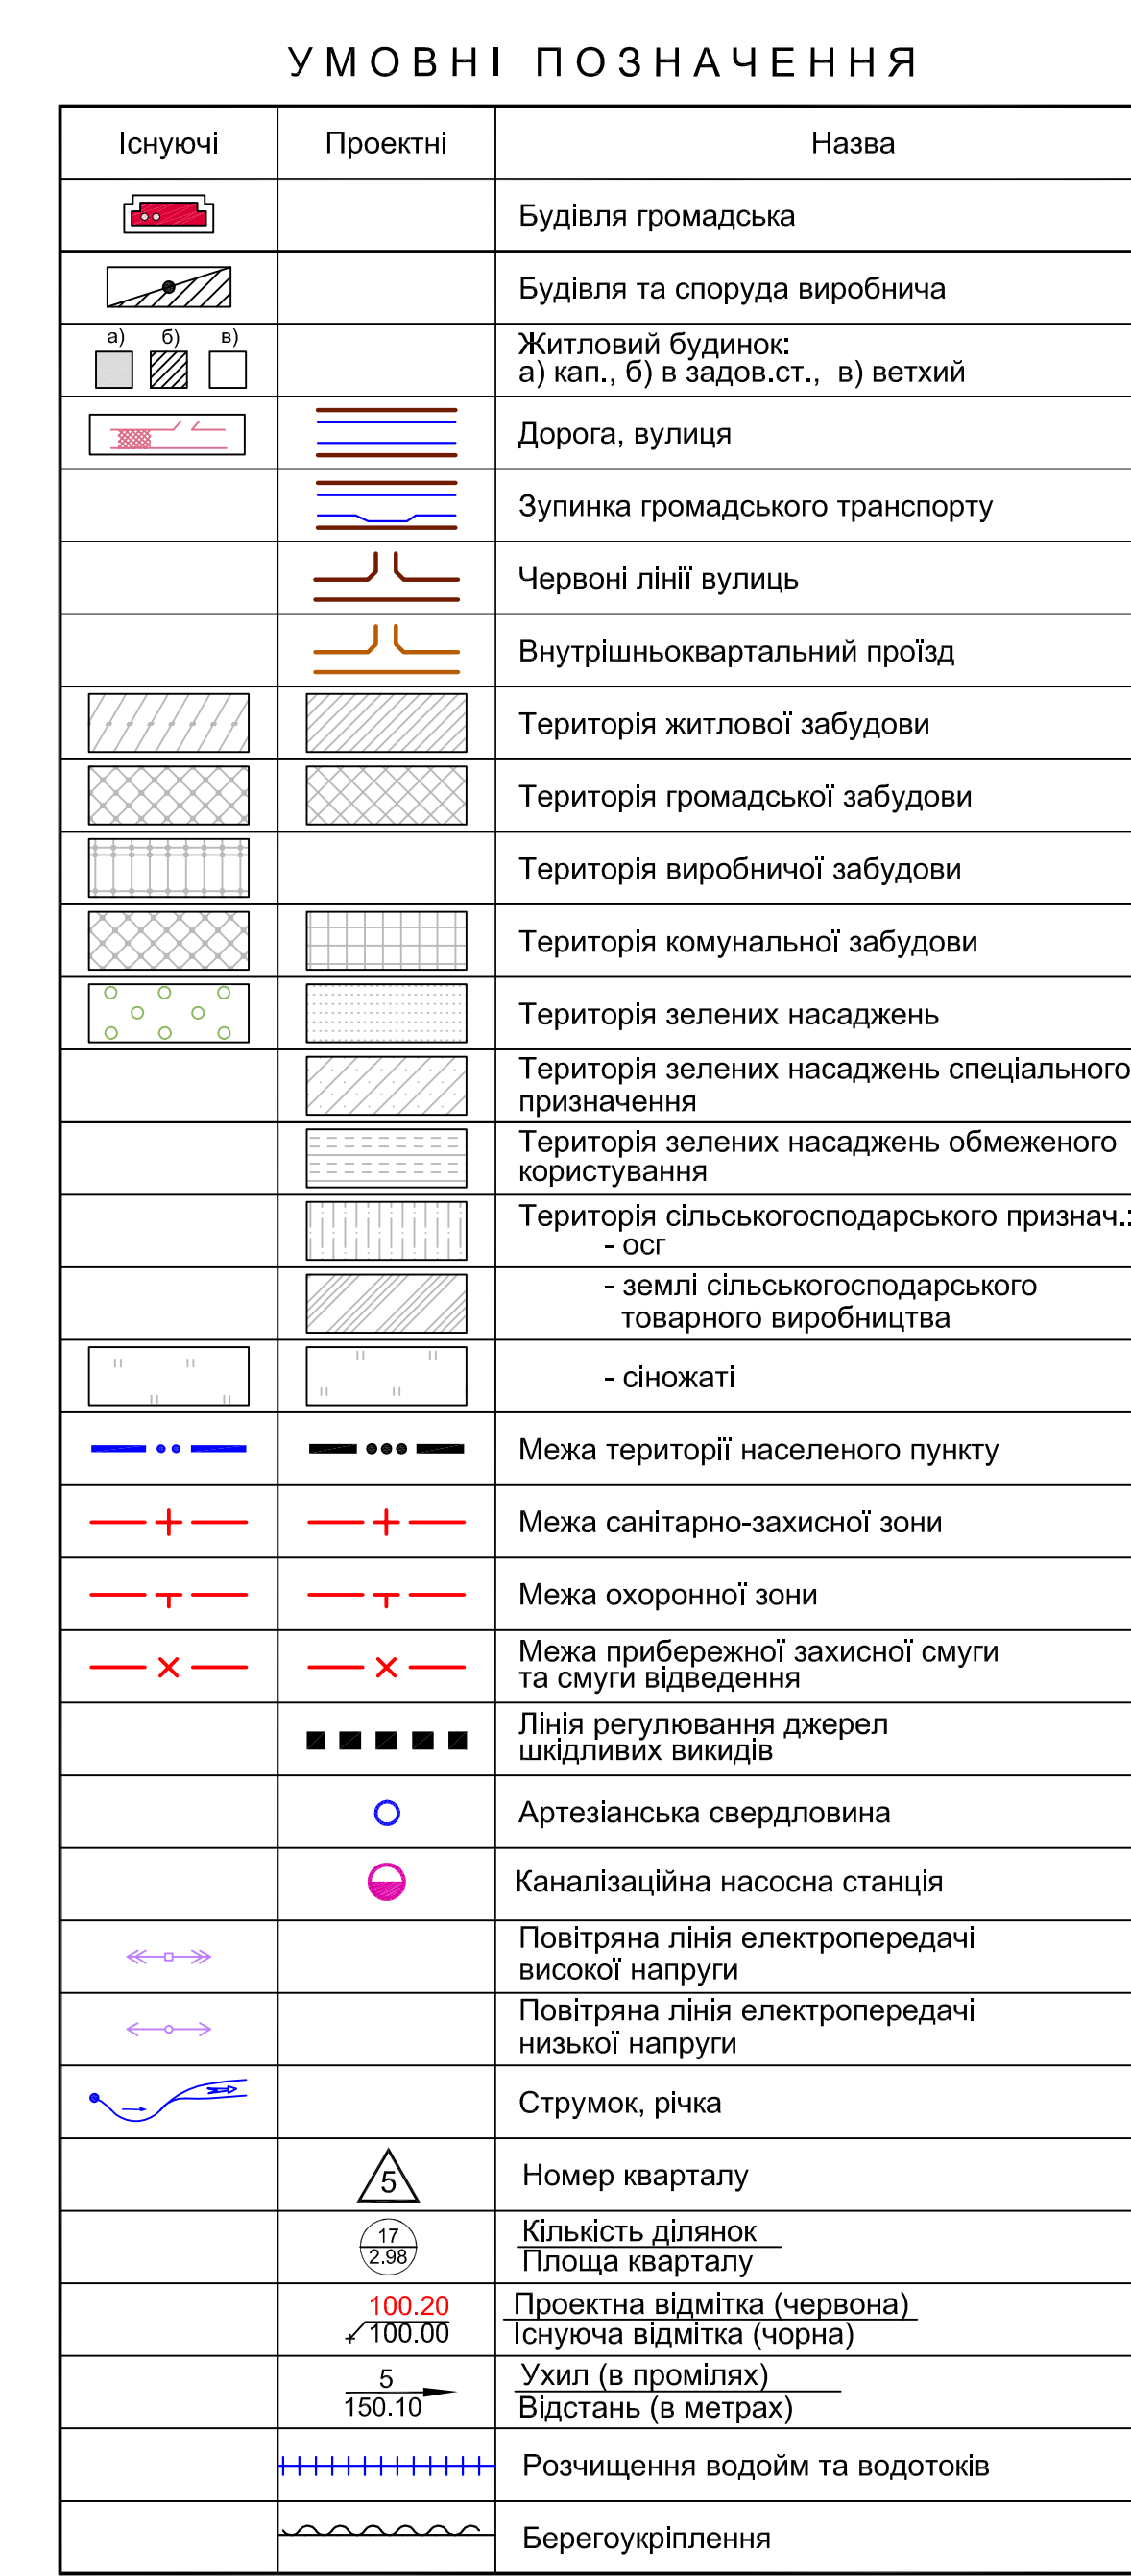 УМОВНІ ПОЗНАЧЕННЯ
Існуючі Проектні Назва
Будівля громадська
Будівля та споруда виробнича
а) б) в)
Житловий будинок:
а) кап., б) в задов.ст., в) ветхий
Дорога, вулиця
Зупинка громадського транспорту
Червоні лінії вулиць
Внутрішньоквартальний проїзд
Територія житлової забудови
Територія громадської забудови
Територія виробничої забудови
Територія комунальної забудови
Територія зелених насаджень
Територія зелених насаджень спеціального
призначення
Територія зелених насаджень обмеженого
користування
Територія сільськогосподарського признач.:
- осг
- землі сільськогосподарського
товарного виробництва
- сіножаті
Межа території населеного пункту
Межа санітарно-захисної зони
Межа охоронної зони
Межа прибережної захисної смуги
та смуги відведення
Лінія регулювання джерел
шкідливих викидів
Артезіанська свердловина
Каналізаційна насосна станція
Повітряна лінія електропередачі
високої напруги
Повітряна лінія електропередачі
низької напруги
Струмок, річка
5 Номер кварталу
17 Кількість ділянок
2.98 Площа кварталу
100.20 Проектна відмітка (червона)
100.00 Існуюча відмітка (чорна)
5 Ухил (в промілях)
150.10 Відстань (в метрах)
Розчищення водойм та водотоків
Берегоукріплення